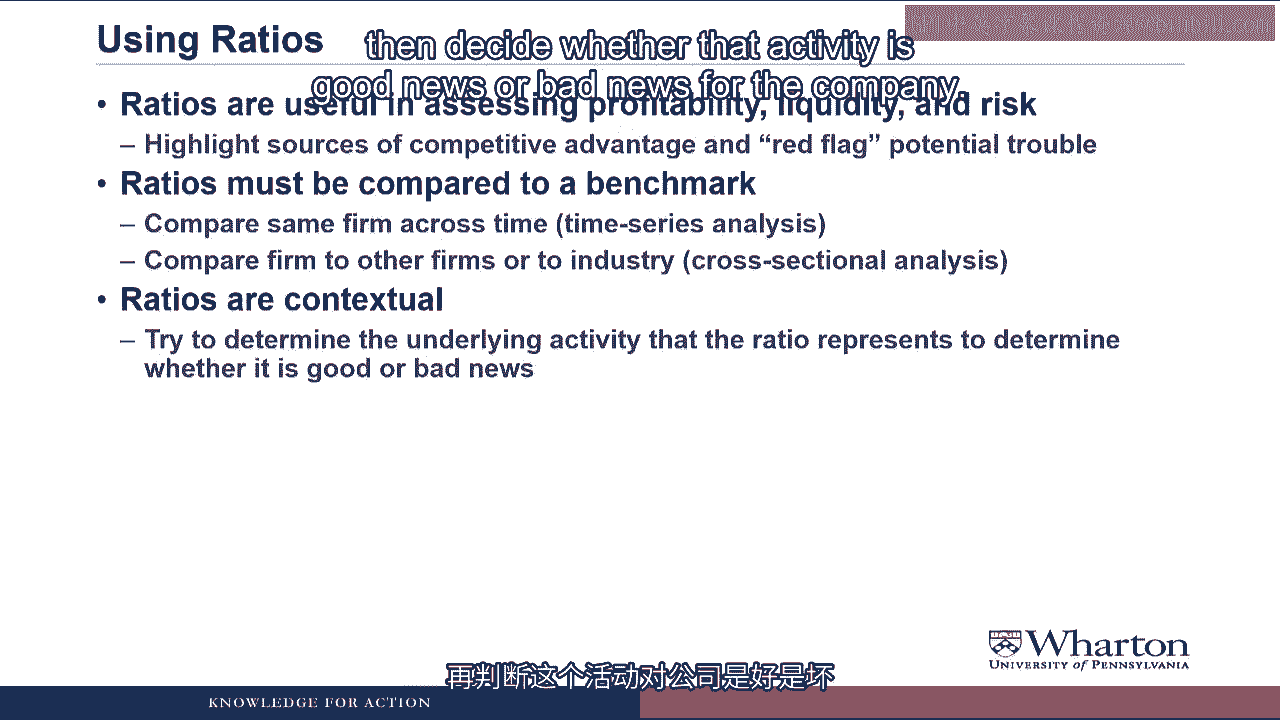 Using Ratios
then decide whether that activity is
good news or bad news for the company.
• Ratios are useful in assessing profitability, liquidity, and risk
– Highlight sources of competitive advantage and “red flag” potential trouble
• Ratios must be compared to a benchmark
– Compare same firm across time (time-series analysis)
– Compare firm to other firms or to industry (cross-sectional analysis)
• Ratios are contextual
– Try to determine the underlying activity that the ratio represents to determine
whether it is good or bad news
Wharton
UNIVERSITY of PENNSYLVANIA
再判断这个活动对公司是好是坏
KNOWLEDGE FOR ACTION